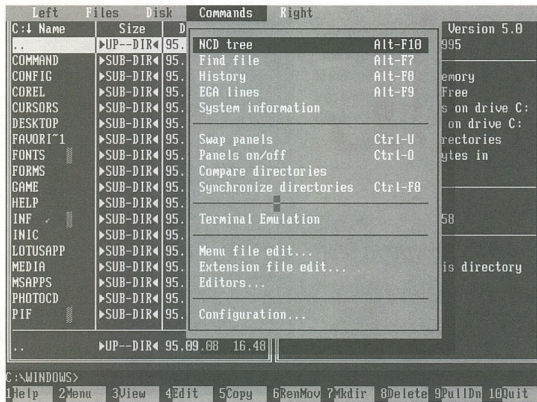 Left Files Disk Commands Right
C:↓ Name Size D Version 5.0
.. ►UP--DIR◄ 95. NCD tree Alt-F10 995
COMMAND ►SUB-DIR◄ 95. Find file Alt-F7
CONFIG ►SUB-DIR◄ 95. History Alt-F8 emory
COREL ►SUB-DIR◄ 95. EGA lines Alt-F9 Free
CURSORS ►SUB-DIR◄ 95. System information s on drive C:
DESKTOP ►SUB-DIR◄ 95. on drive C:
FAVORI~1 ►SUB-DIR◄ 95. Swap panels Ctrl-U rectories
FONTS ►SUB-DIR◄ 95. Panels on/off Ctrl-O ytes in
FORMS ►SUB-DIR◄ 95. Compare directories
GAME ►SUB-DIR◄ 95. Synchronize directories Ctrl-F8
HELP ►SUB-DIR◄ 95.
INF ►SUB-DIR◄ 95. Terminal Emulation 58
INIC ►SUB-DIR◄ 95.
LOTUSAPP ►SUB-DIR◄ 95. Menu file edit...
MEDIA ►SUB-DIR◄ 95. Extension file edit... is directory
MSAPPS ►SUB-DIR◄ 95. Editors...
PHOTOCD ►SUB-DIR◄ 95.
PIF ►SUB-DIR◄ 95. Configuration...
.. ►UP--DIR◄ 95.09.08 16.48
C:\WINDOWS>
1Help 2Menu 3View 4Edit 5Copy 6RenMov 7Mkdir 8Delete 9PullDn 10Quit